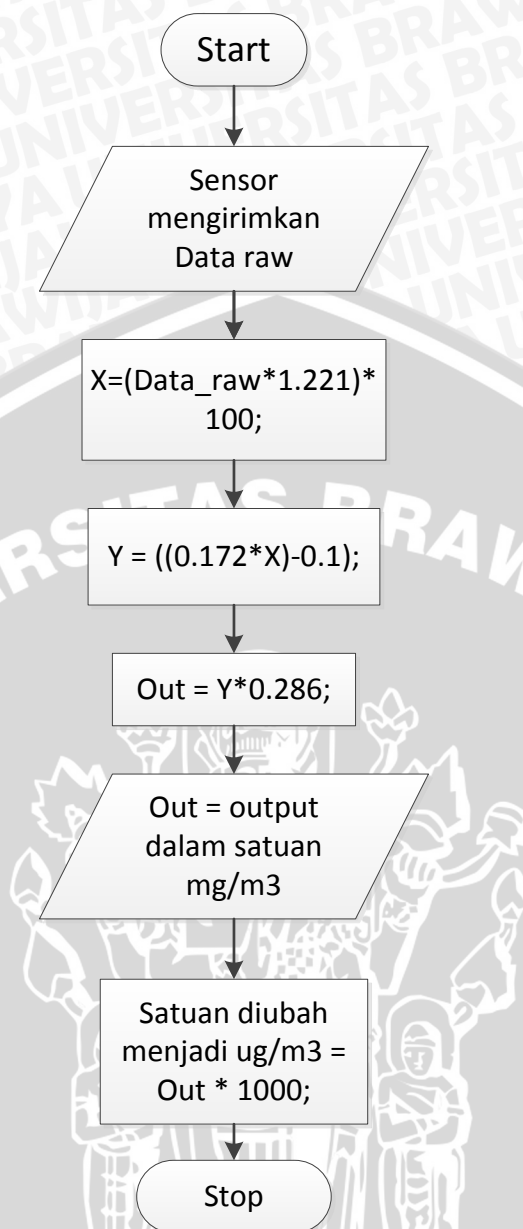 Start
Sensor
mengirimkan
Data raw
X=(Data_raw*1.221)*
100;
Y = ((0.172*X)-0.1);
Out = Y*0.286;
Out = output
dalam satuan
mg/m3
Satuan diubah
menjadi ug/m3 =
Out * 1000;
Stop